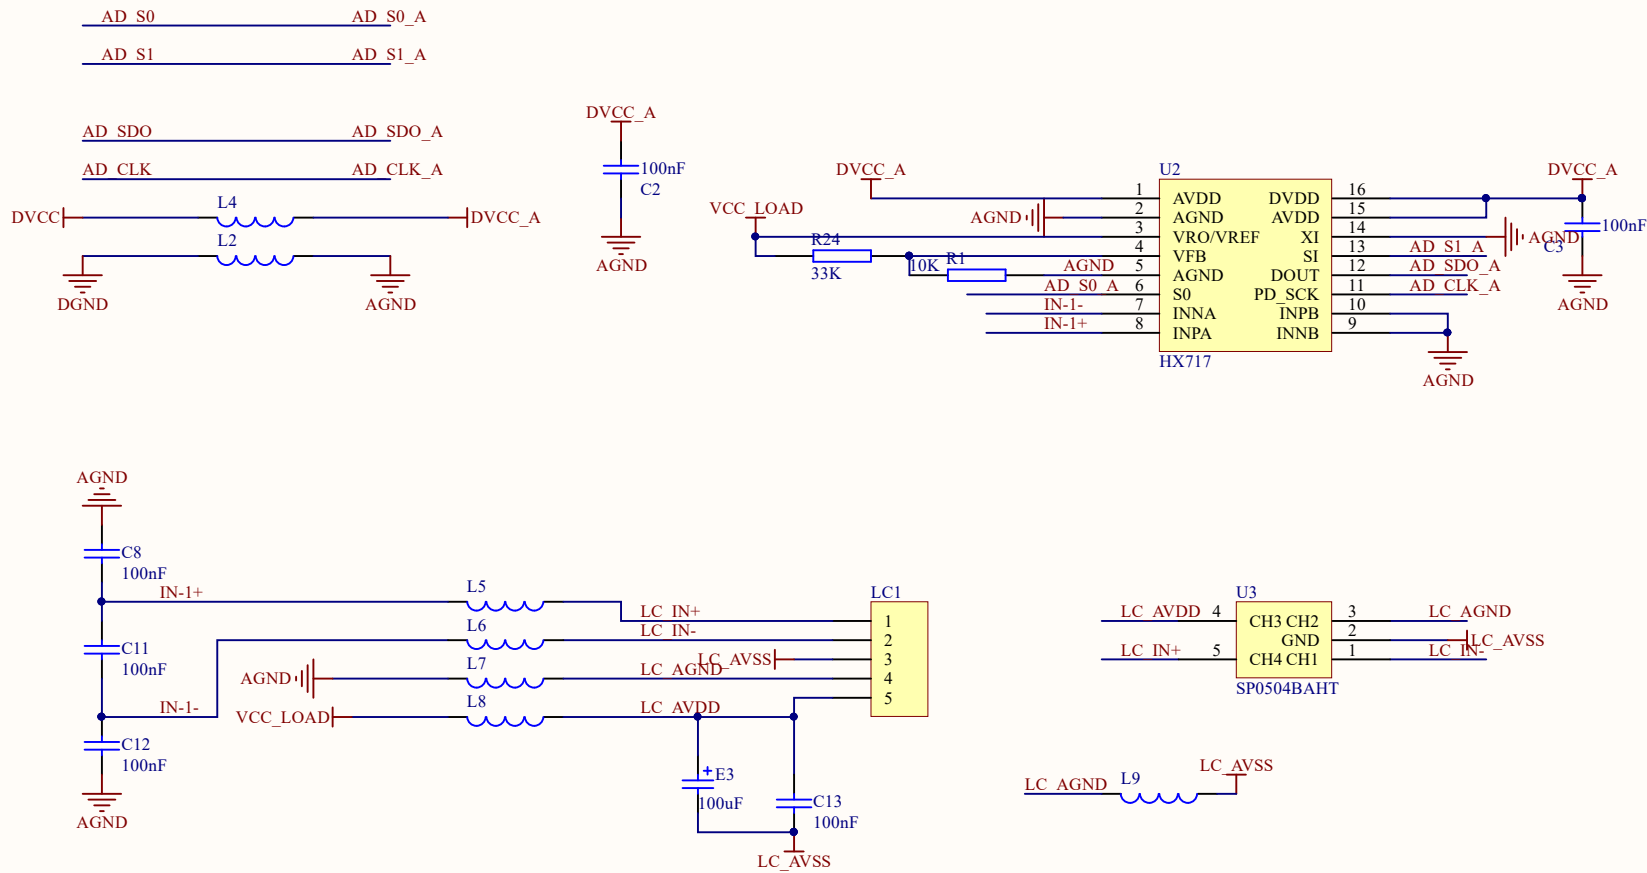 AD_S0 AD_S0_A
AD_S1 AD_S1_A
AD_SDO AD_SDO_A
AD_CLK AD_CLK_A
DVCC L4 DVCC_A
L2
DGND AGND
DVCC_A
100nF
C2
AGND
U2
DVCC_A
VCC_LOAD
AGND
R24
33K
10K R1
AGND
AD_S0_A
IN-1-
IN-1+
1 AVDD DVDD 16
2 AGND AVDD 15
3 VRO/VREF XI 14
4 VFB SI 13
5 AGND DOUT 12
6 S0 PD_SCK 11
7 INNA INPB 10
8 INPA INNB 9
HX717
DVCC_A
100nF
C3
AGND
AGND
AD_S1_A
AD_SDO_A
AD_CLK_A
AGND
AGND
C8
100nF
IN-1+
C11
100nF
IN-1-
C12
100nF
AGND
L5
L6
L7
L8
AGND
VCC_LOAD
LC_IN+
LC_IN-
LC_AVSS
LC_AGND
LC_AVDD
LC1
1
2
3
4
5
+ E3
100uF
C13
100nF
LC_AVSS
U3
LC_AVDD 4 CH3 CH2 3 LC_AGND
GND 2 LC_AVSS
LC_IN+ 5 CH4 CH1 1 LC_IN-
SP0504BAHT
LC_AGND L9 LC_AVSS